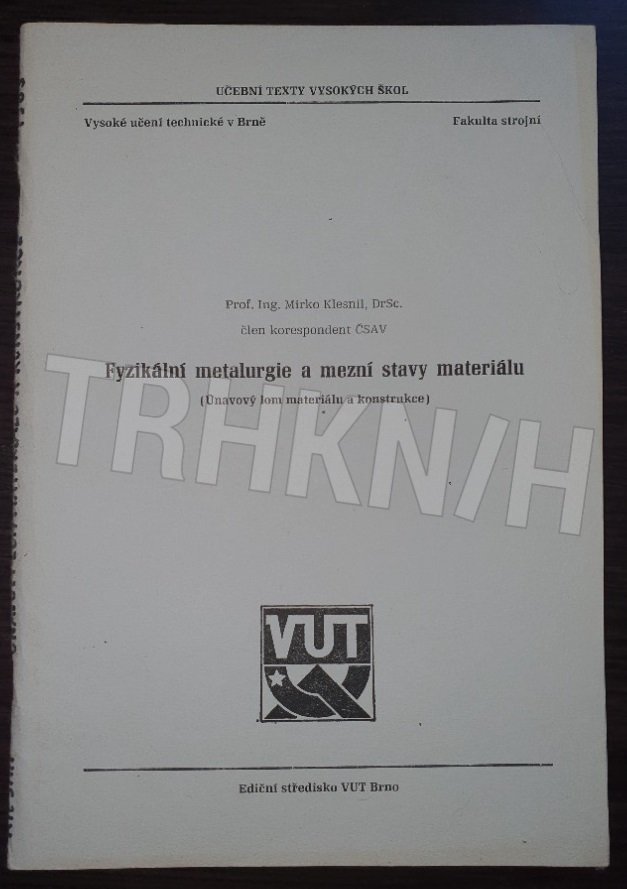 UČEBNÍ TEXTY VYSOKÝCH ŠKOL
Vysoké učení technické v Brně
Fakulta strojní
Prof. Ing. Mirko Klesnil, DrSc.
člen korespondent ČSAV
Fyzikální metalurgie a mezní stavy materiálu
(Únavový lom materiálu a konstrukce)
TRHKN/H
VUT
Ediční středisko VUT Brno